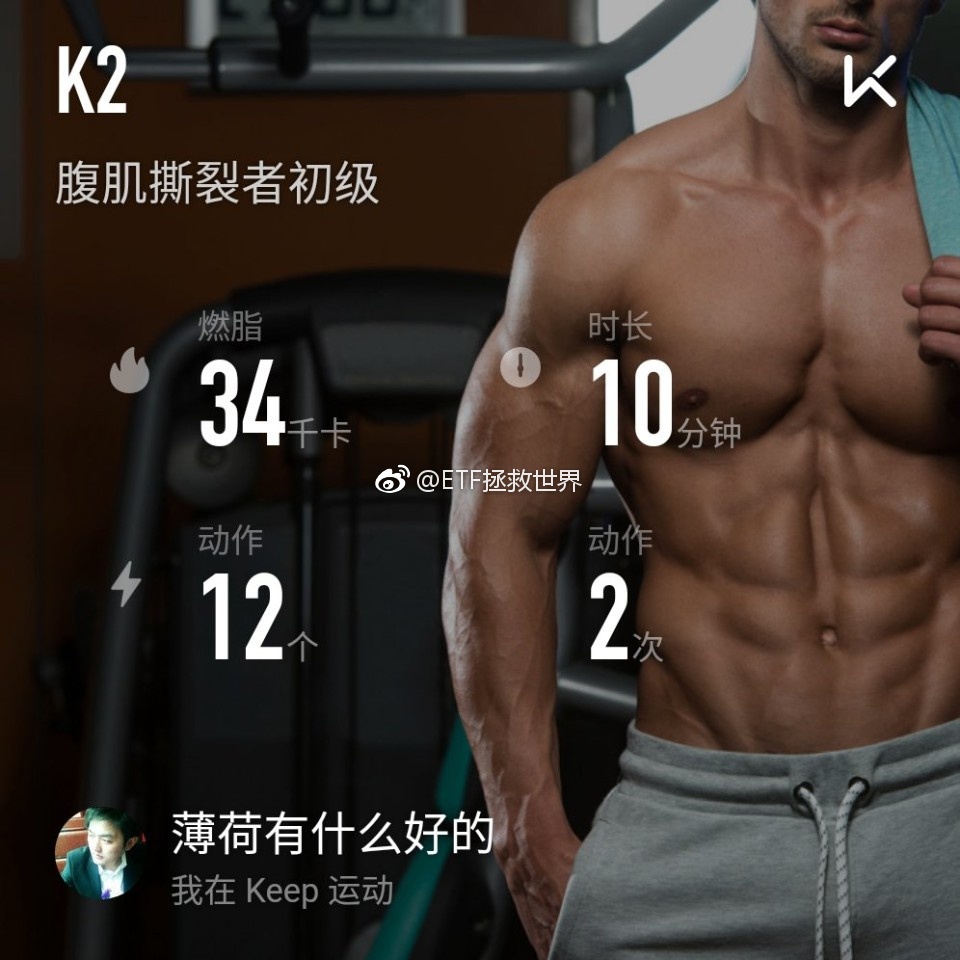 K2
腹肌撕裂者初级
燃脂
34千卡
时长
10分钟
@ETF拯救世界
动作
12个
动作
2次
薄荷有什么好的
我在 Keep 运动